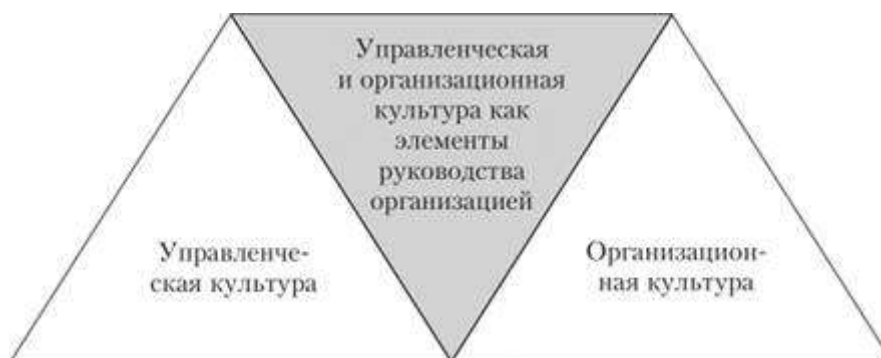 Управленческая
и организационная
культура как
элементы
руководства
организацией
Управленче-
ская культура
Организацион-
ная культура